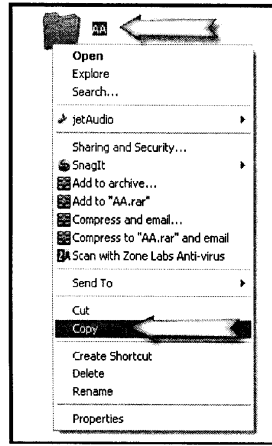 AA
Open
Explore
Search...
jetAudio
Sharing and Security...
SnagIt
Add to archive...
Add to "AA.rar"
Compress and email...
Compress to "AA.rar" and email
Scan with Zone Labs Anti-virus
Send To
Cut
Copy
Create Shortcut
Delete
Rename
Properties